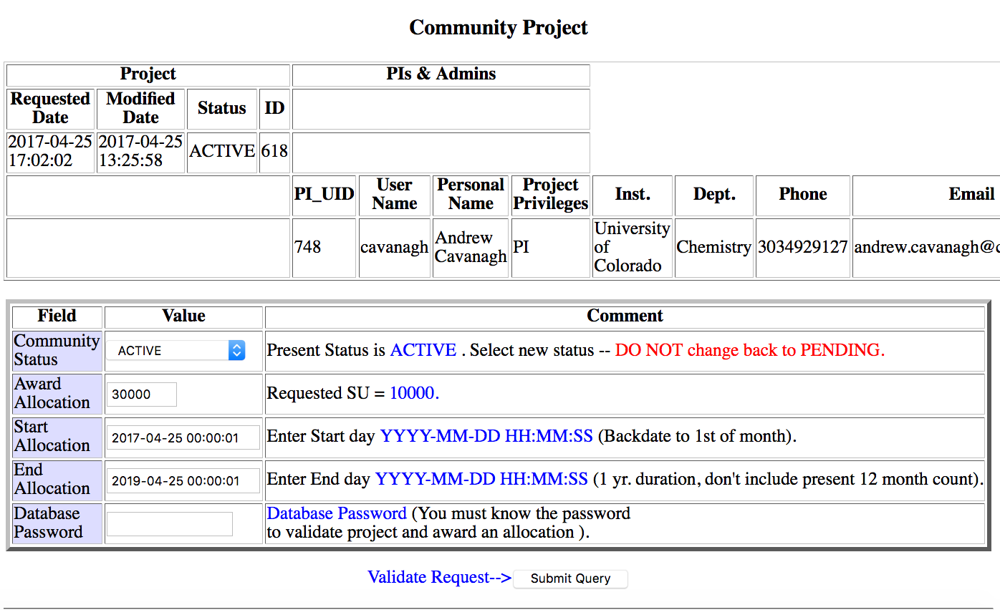 Community Project
Project PIs & Admins
Requested Date Modified Date Status ID
2017-04-25 17:02:02 2017-04-25 13:25:58 ACTIVE 618
PI_UID User Name Personal Name Project Privileges Inst. Dept. Phone Email
748 cavanagh Andrew Cavanagh PI University of Colorado Chemistry 3034929127 andrew.cavanagh@c
Field Value Comment
Community Status ACTIVE Present Status is ACTIVE . Select new status -- DO NOT change back to PENDING.
Award Allocation 30000 Requested SU = 10000.
Start Allocation 2017-04-25 00:00:01 Enter Start day YYYY-MM-DD HH:MM:SS (Backdate to 1st of month).
End Allocation 2019-04-25 00:00:01 Enter End day YYYY-MM-DD HH:MM:SS (1 yr. duration, don't include present 12 month count).
Database Password Database Password (You must know the password
to validate project and award an allocation ).
Validate Request--> Submit Query